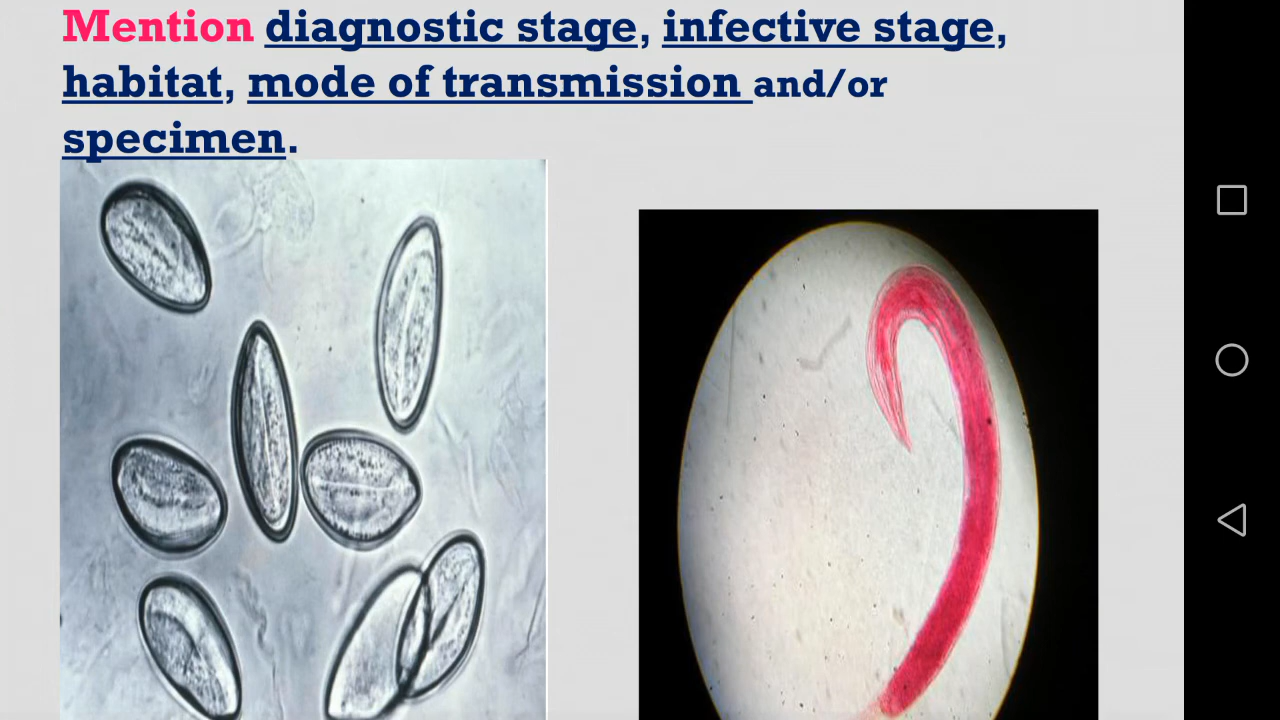 Mention diagnostic stage, infective stage,
habitat, mode of transmission and/or
specimen.